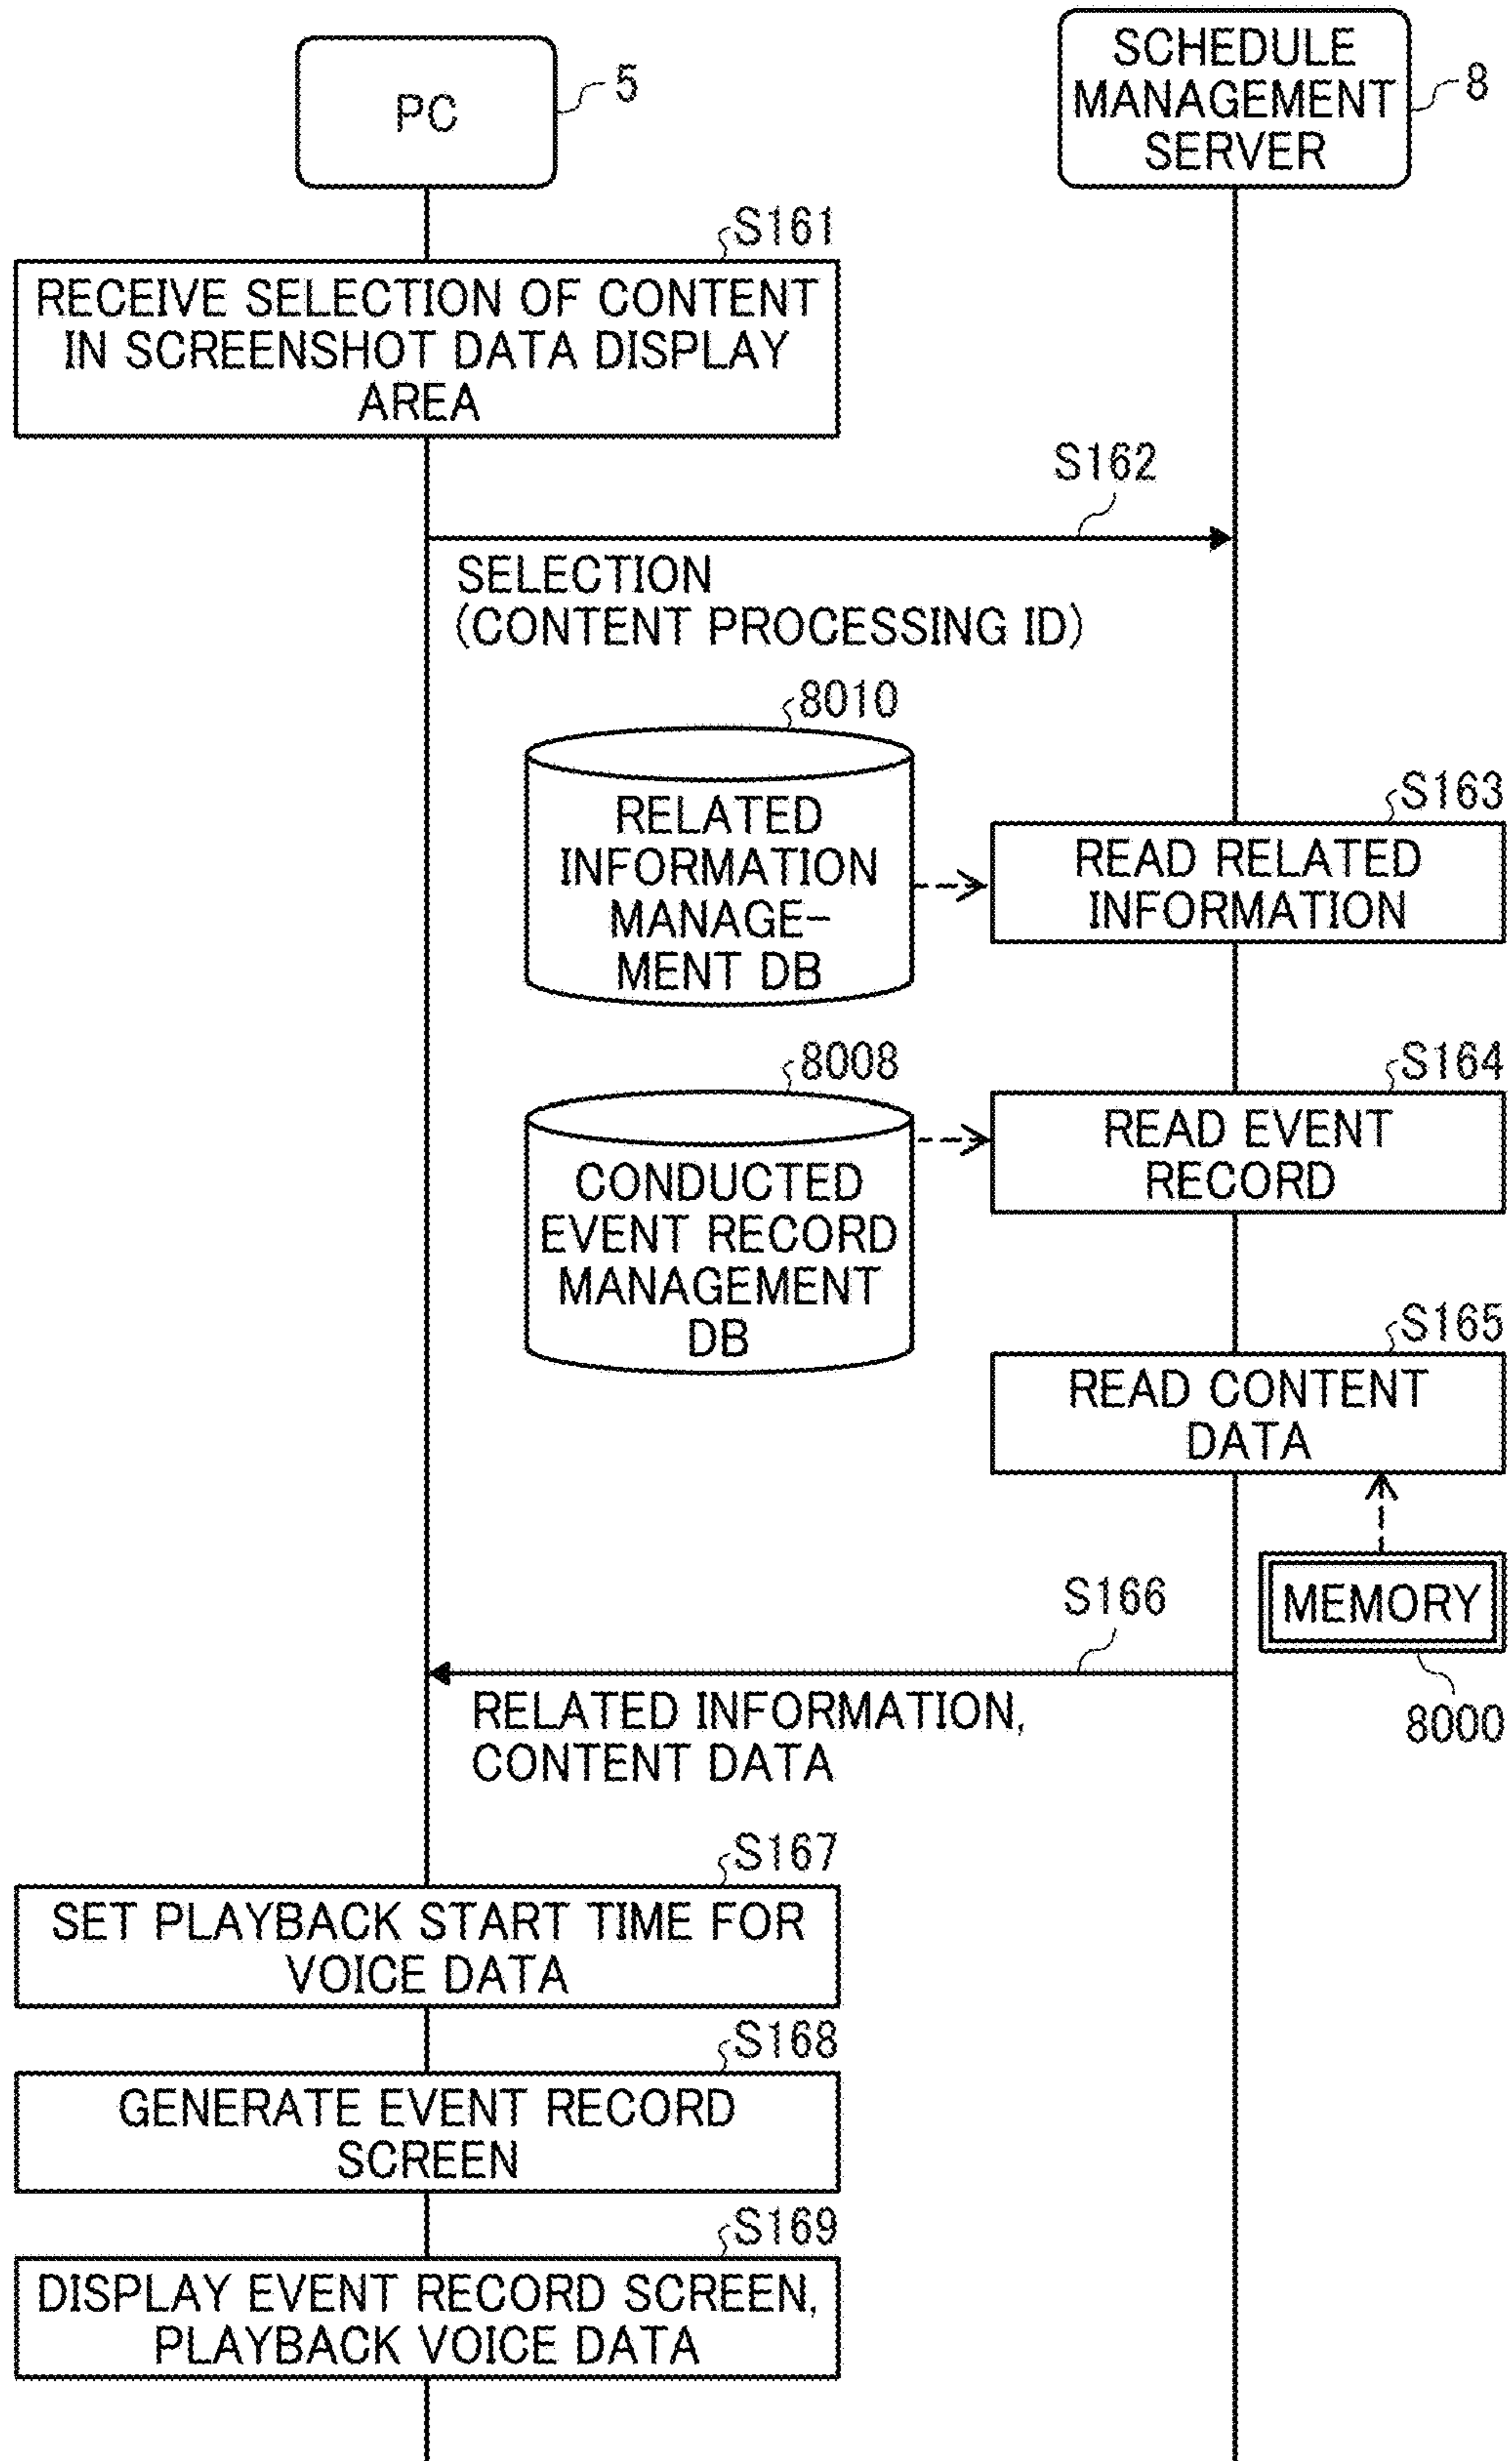 PC
5
SCHEDULE
MANAGEMENT
SERVER
8
S161
RECEIVE SELECTION OF CONTENT
IN SCREENSHOT DATA DISPLAY
AREA
S162
SELECTION
(CONTENT PROCESSING ID)
8010
RELATED
INFORMATION
MANAGE-
MENT DB
S163
READ RELATED
INFORMATION
8008
CONDUCTED
EVENT RECORD
MANAGEMENT
DB
S164
READ EVENT
RECORD
S165
READ CONTENT
DATA
MEMORY
8000
S166
RELATED INFORMATION,
CONTENT DATA
S167
SET PLAYBACK START TIME FOR
VOICE DATA
S168
GENERATE EVENT RECORD
SCREEN
S169
DISPLAY EVENT RECORD SCREEN,
PLAYBACK VOICE DATA